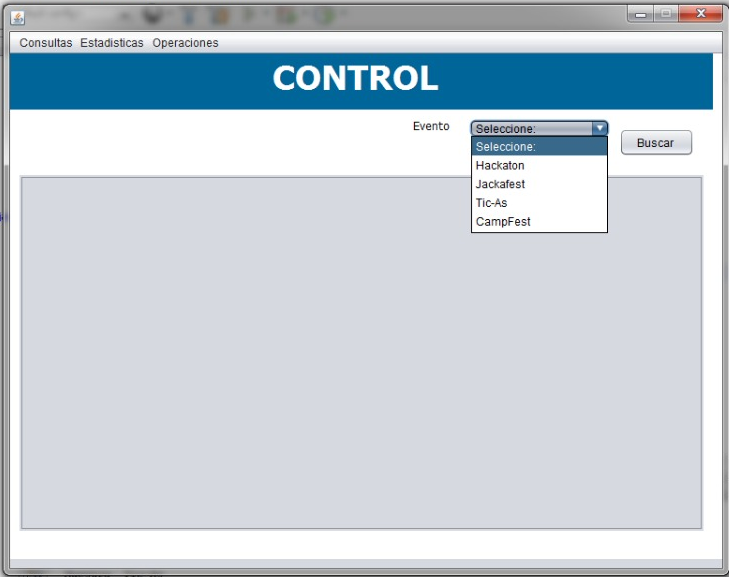 Consultas Estadisticas Operaciones
CONTROL
Evento
Seleccione:
Buscar
Seleccione:
Hackaton
Jackafest
Tic-As
CampFest